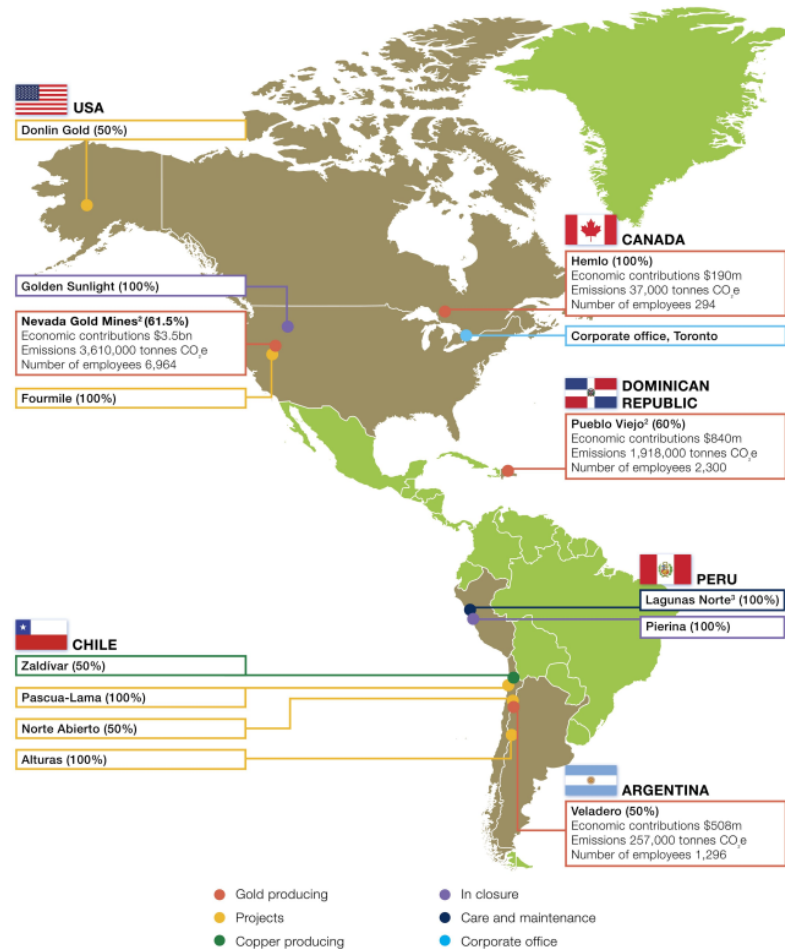 USA
Donlin Gold (50%)
Golden Sunlight (100%)
Nevada Gold Mines² (61.5%)
Economic contributions $3.5bn
Emissions 3,610,000 tonnes CO₂e
Number of employees 6,964
Fourmile (100%)
CANADA
Hemlo (100%)
Economic contributions $190m
Emissions 37,000 tonnes CO₂e
Number of employees 294
Corporate office, Toronto
DOMINICAN
REPUBLIC
Pueblo Viejo² (60%)
Economic contributions $840m
Emissions 1,918,000 tonnes CO₂e
Number of employees 2,300
PERU
Lagunas Norte³ (100%)
Pierina (100%)
CHILE
Zaldívar (50%)
Pascua-Lama (100%)
Norte Abierto (50%)
Alturas (100%)
ARGENTINA
Veladero (50%)
Economic contributions $508m
Emissions 257,000 tonnes CO₂e
Number of employees 1,296
Gold producing
Projects
Copper producing
In closure
Care and maintenance
Corporate office